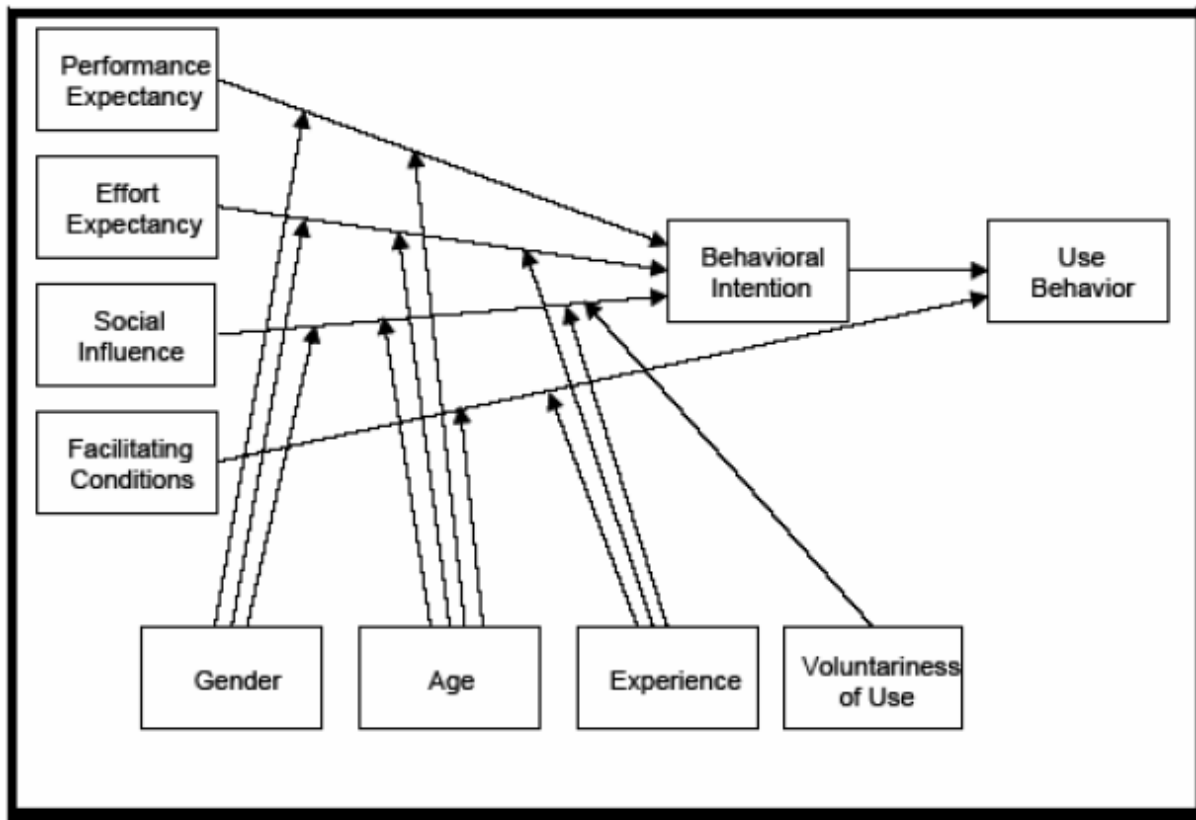 Performance
Expectancy
Effort
Expectancy
Social
Influence
Facilitating
Conditions
Behavioral
Intention
Use
Behavior
Gender
Age
Experience
Voluntariness
of Use